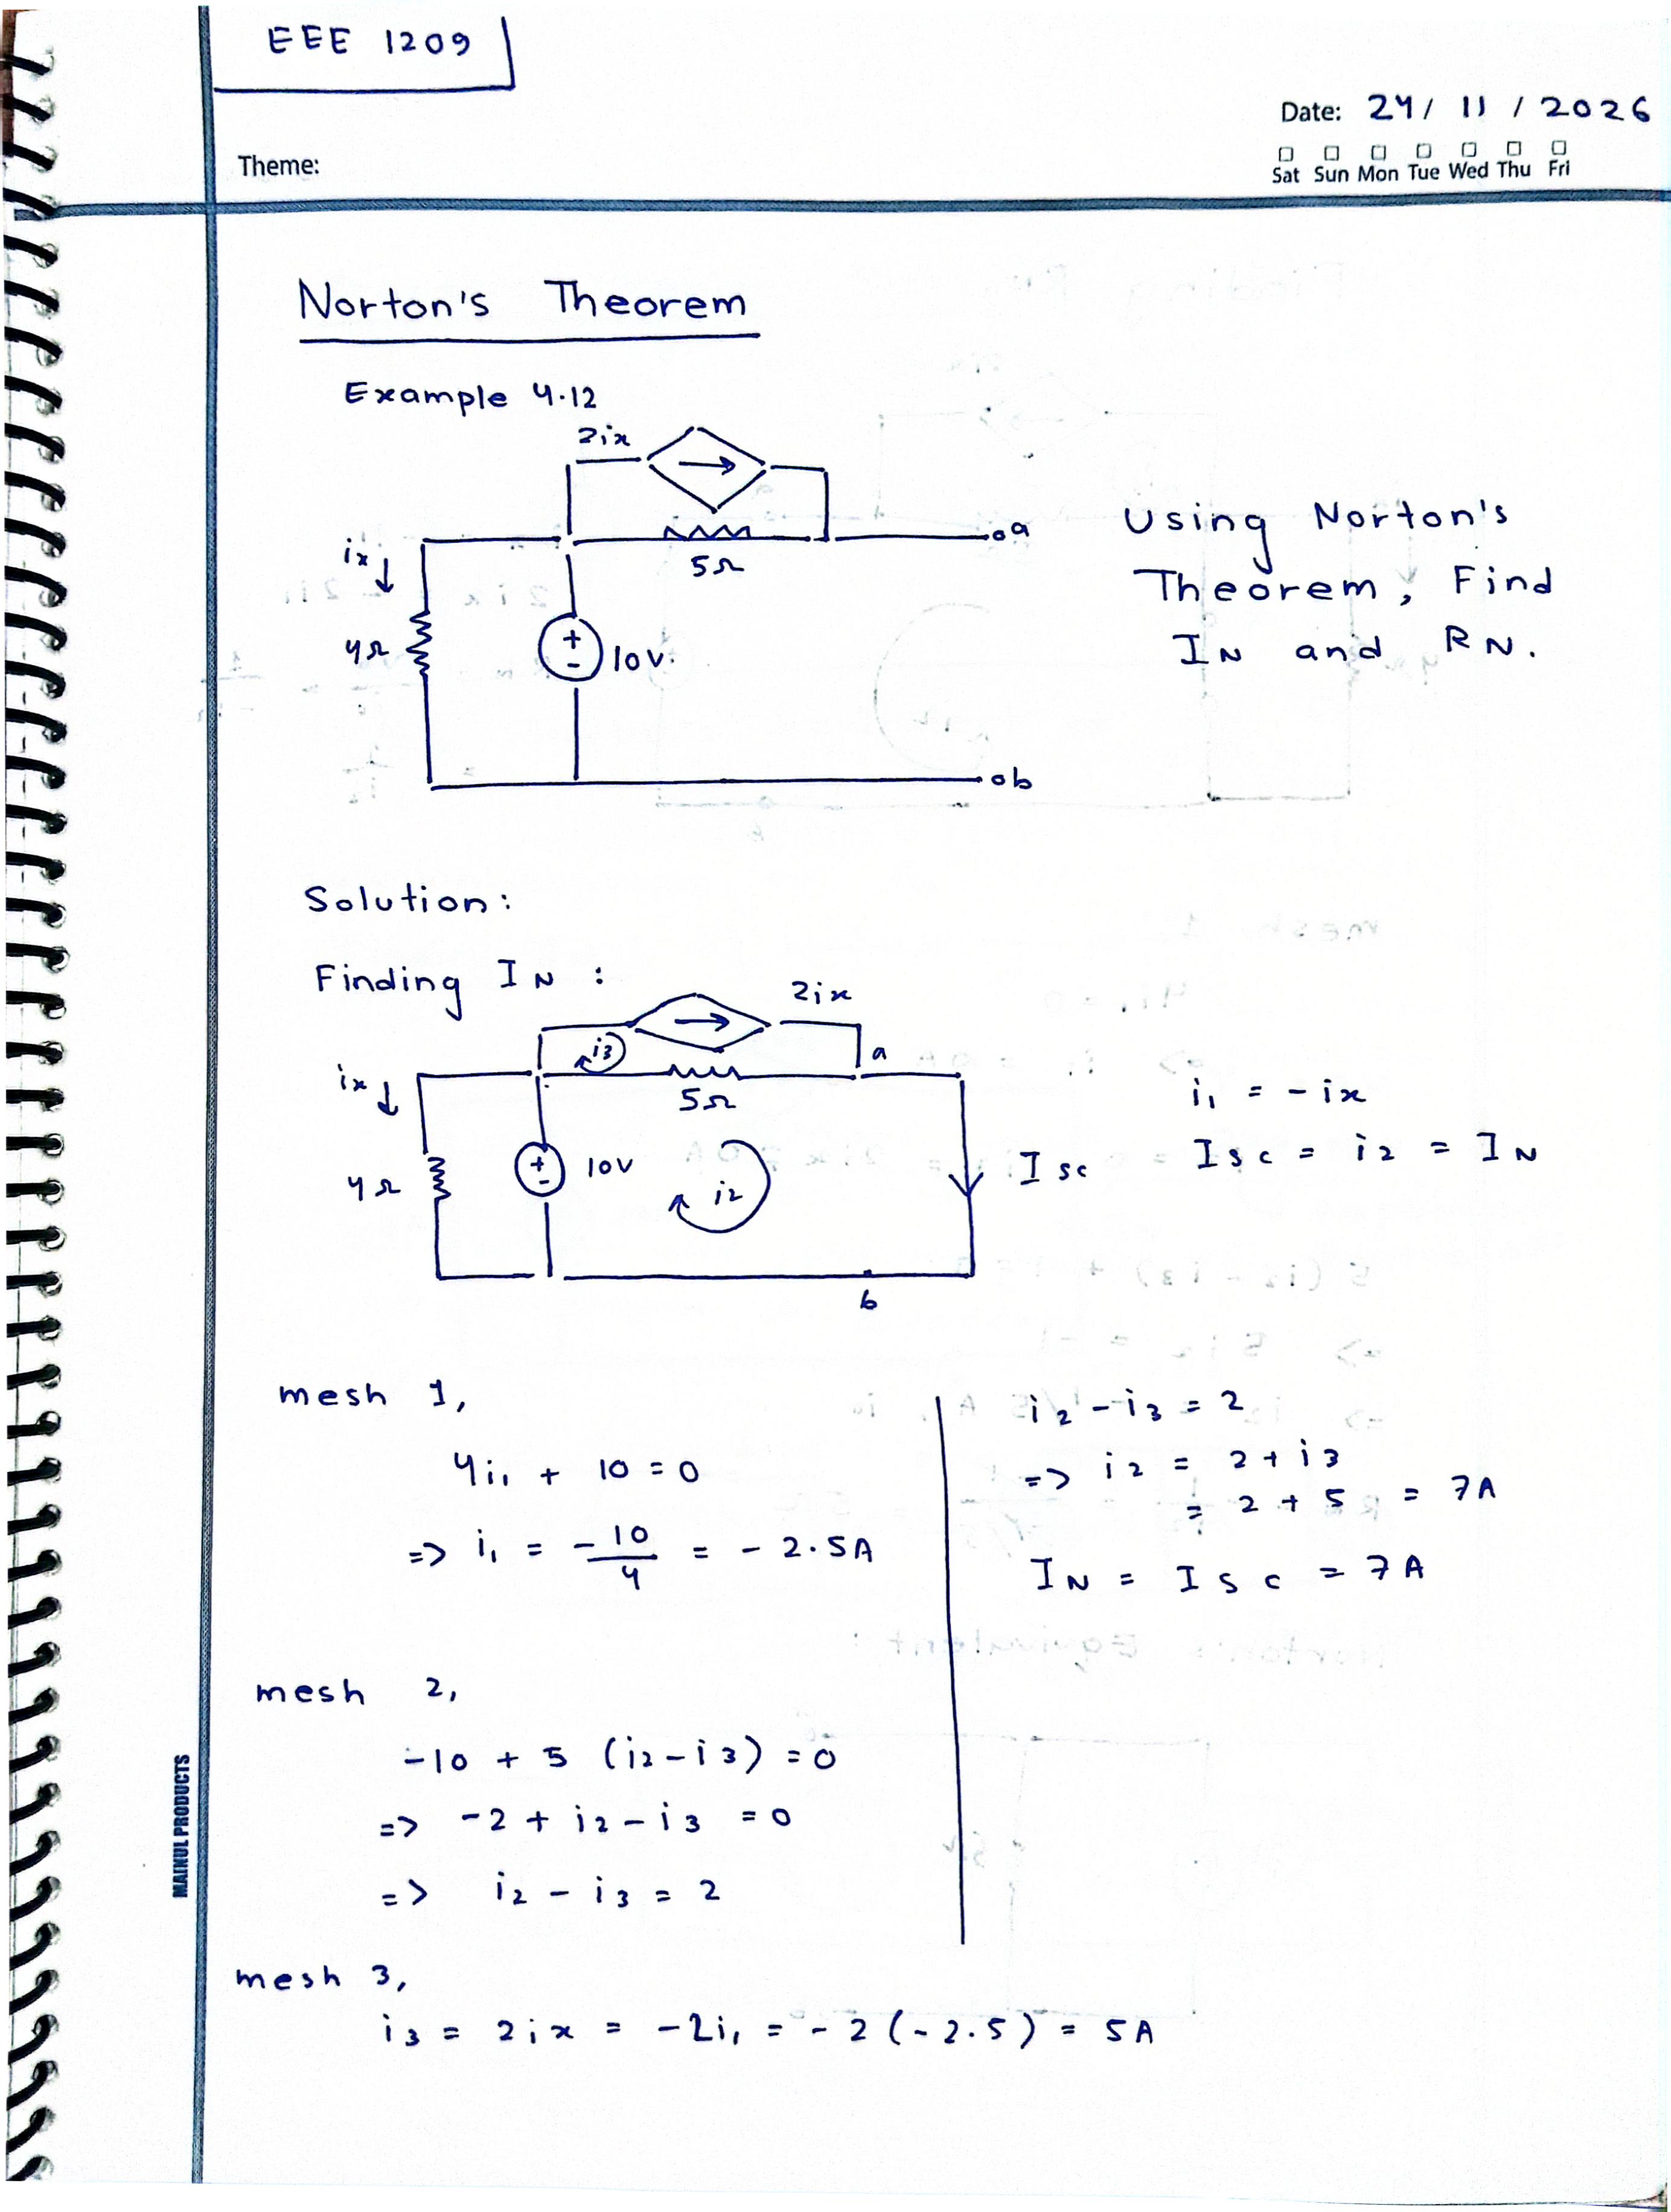 EEE 1209
Date: 24/ 11 / 2026
Sat Sun Mon Tue Wed Thu Fri
Theme:
Norton's Theorem
Example 4.12
2ix
ix
5Ω
a
4Ω
+
-
10V
b
Using Norton's
Theorem, Find
IN and RN.
Solution:
Finding IN :
2ix
i3
a
ix
5Ω
4Ω
+
-
10V
i2
Isc
b
i1 = -ix
Isc = i2 = IN
mesh 1,
4i1 + 10 = 0
=> i1 = -10/4 = -2.5A
mesh 2,
-10 + 5 (i2-i3) = 0
=> -2 + i2 - i3 = 0
=> i2 - i3 = 2
mesh 3,
i3 = 2ix = -2i1 = -2(-2.5) = 5A
i2 - i3 = 2
=> i2 = 2 + i3
= 2 + 5 = 7A
IN = Isc = 7A
MAINUL PRODUCTS